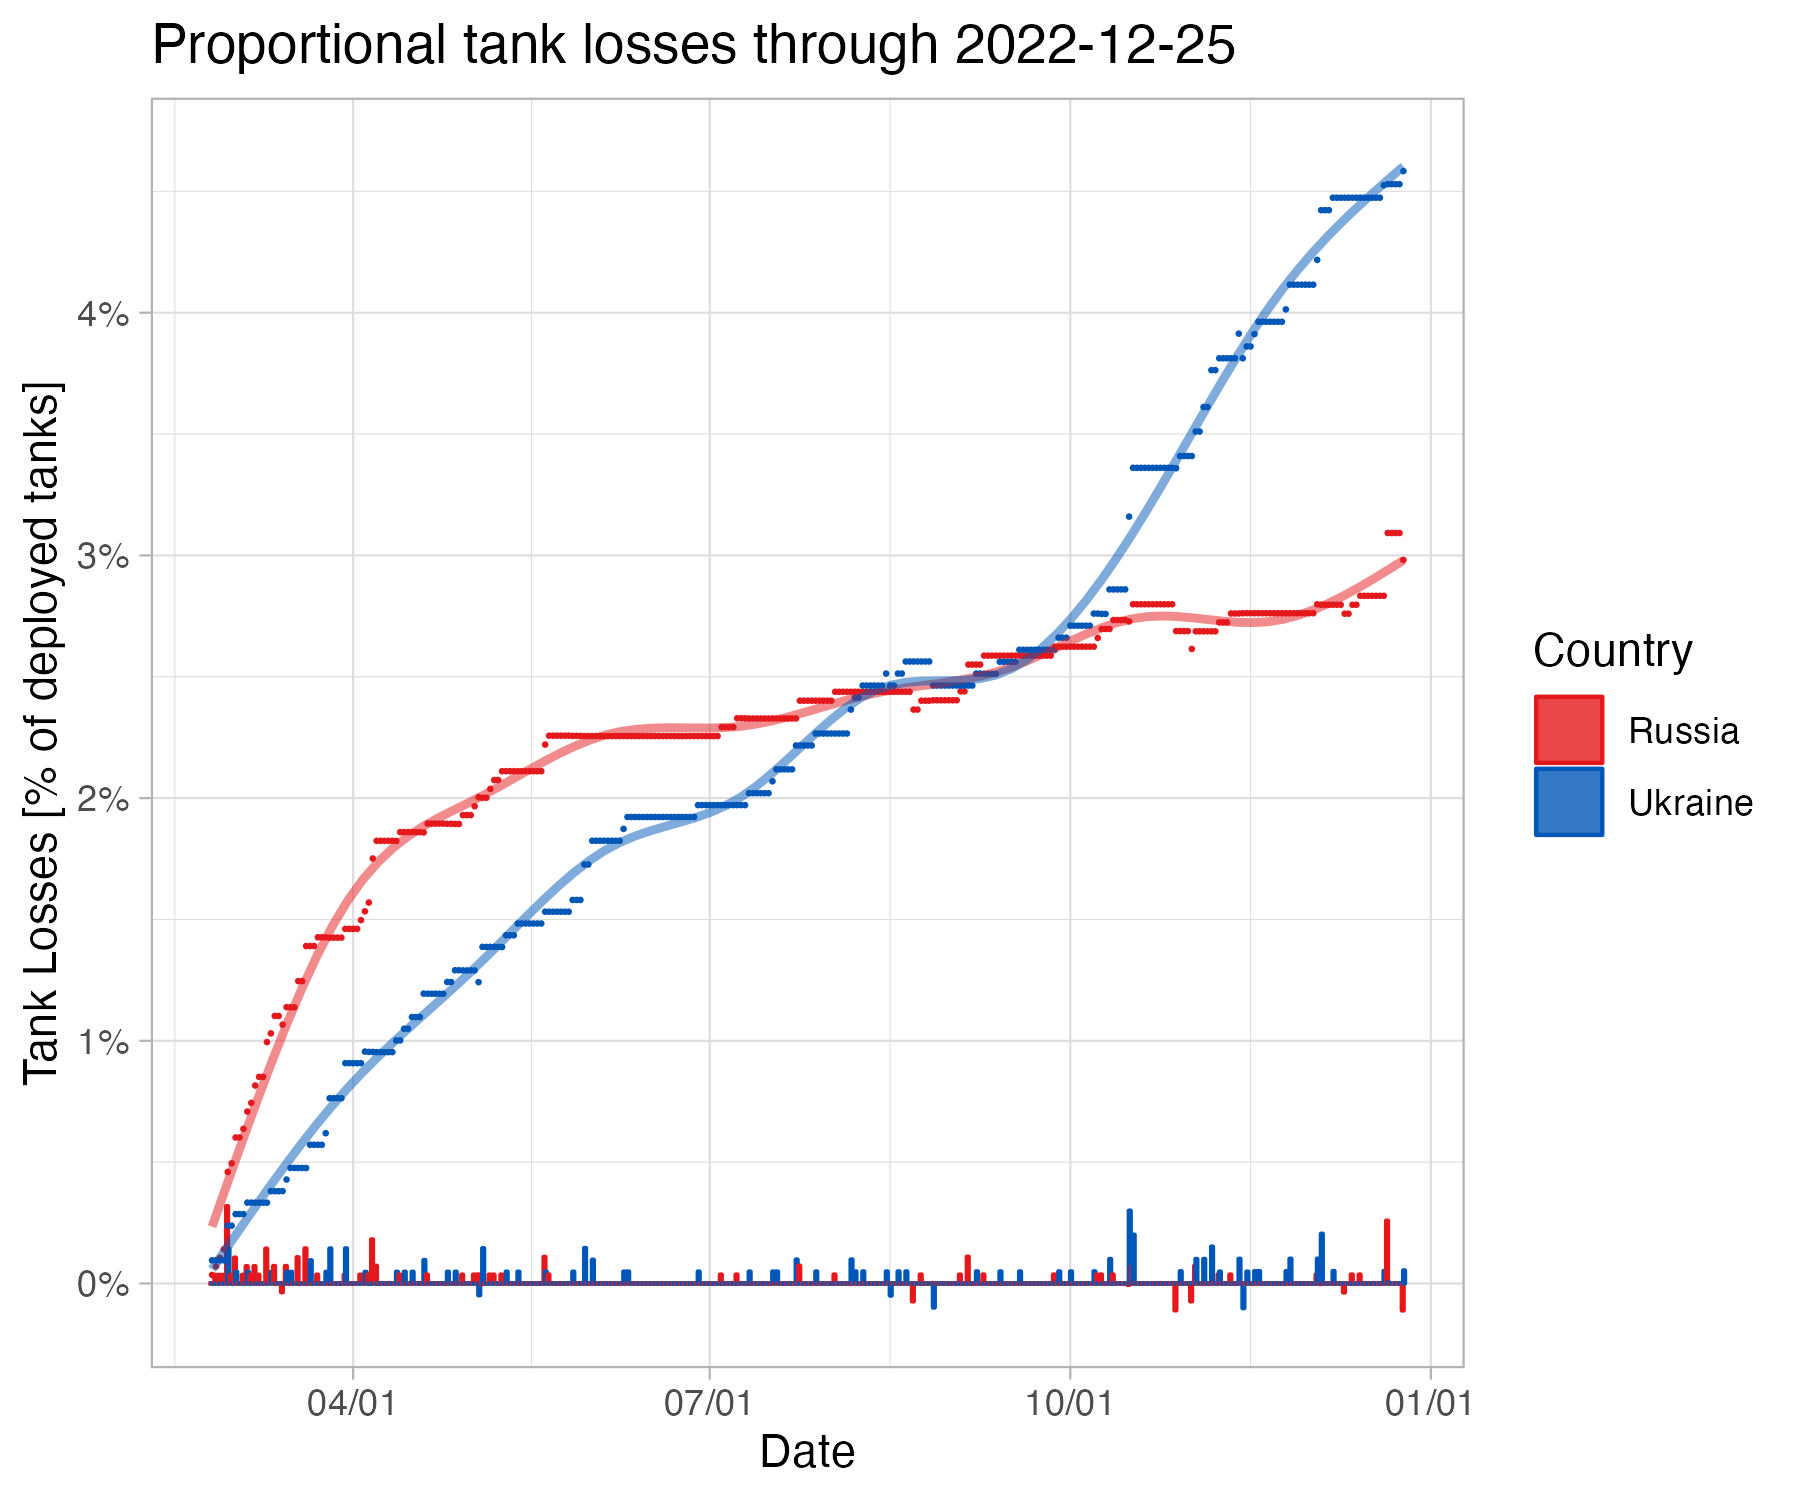 Proportional tank losses through 2022-12-25
Tank Losses [% of deployed tanks]
4%
3%
2%
1%
0%
04/01
07/01
10/01
01/01
Date
Country
Russia
Ukraine